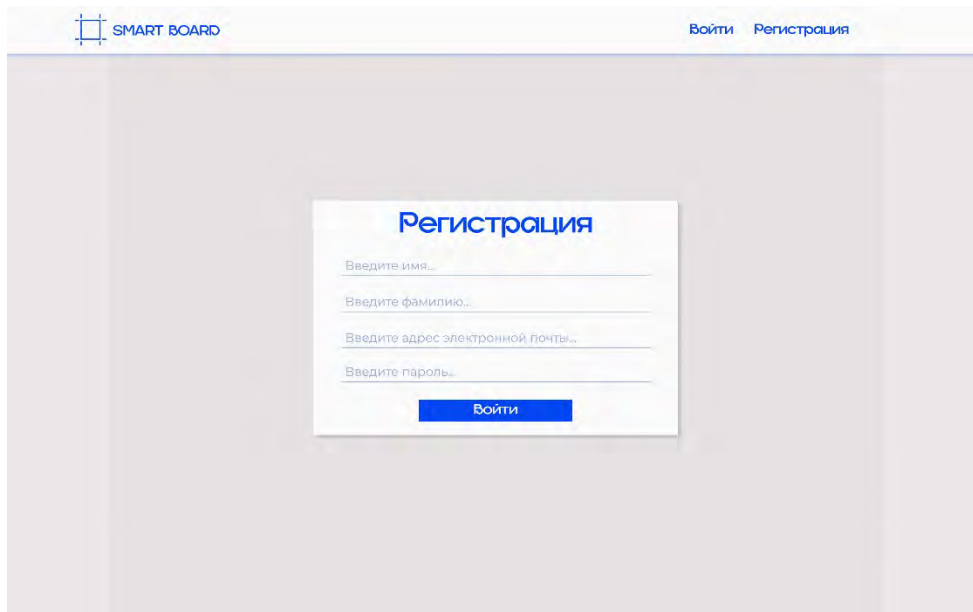 SMART BOARD
Войти Регистрация
Регистрация
Введите имя...
Введите фамилию...
Введите адрес электронной почты...
Введите пароль...
Войти